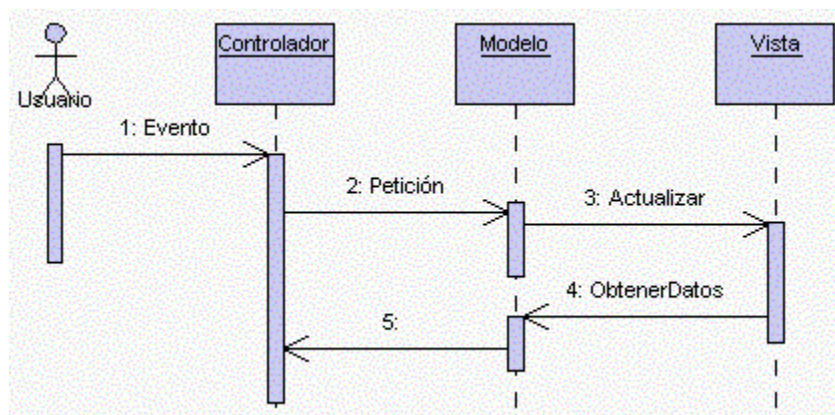 Controlador
Modelo
Vista
Usuario
1: Evento
2: Petición
3: Actualizar
4: ObtenerDatos
5: